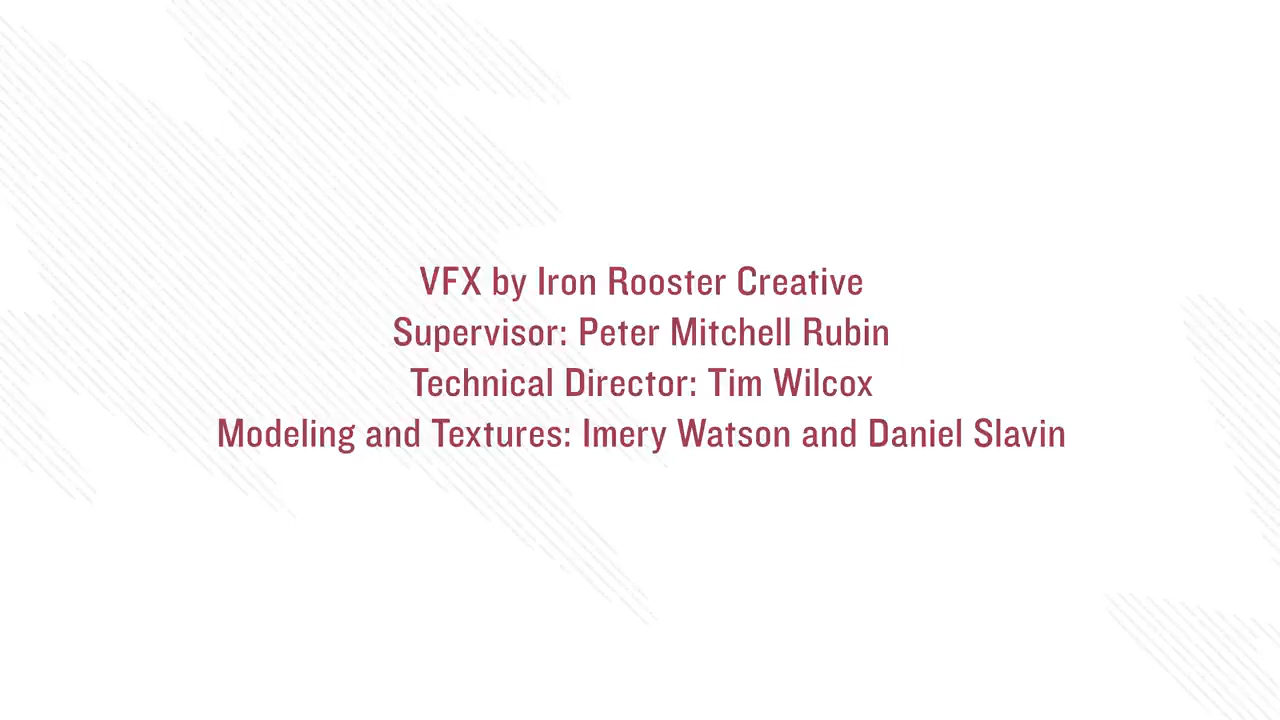 VFX by Iron Rooster Creative
Supervisor: Peter Mitchell Rubin
Technical Director: Tim Wilcox
Modeling and Textures: Imery Watson and Daniel Slavin